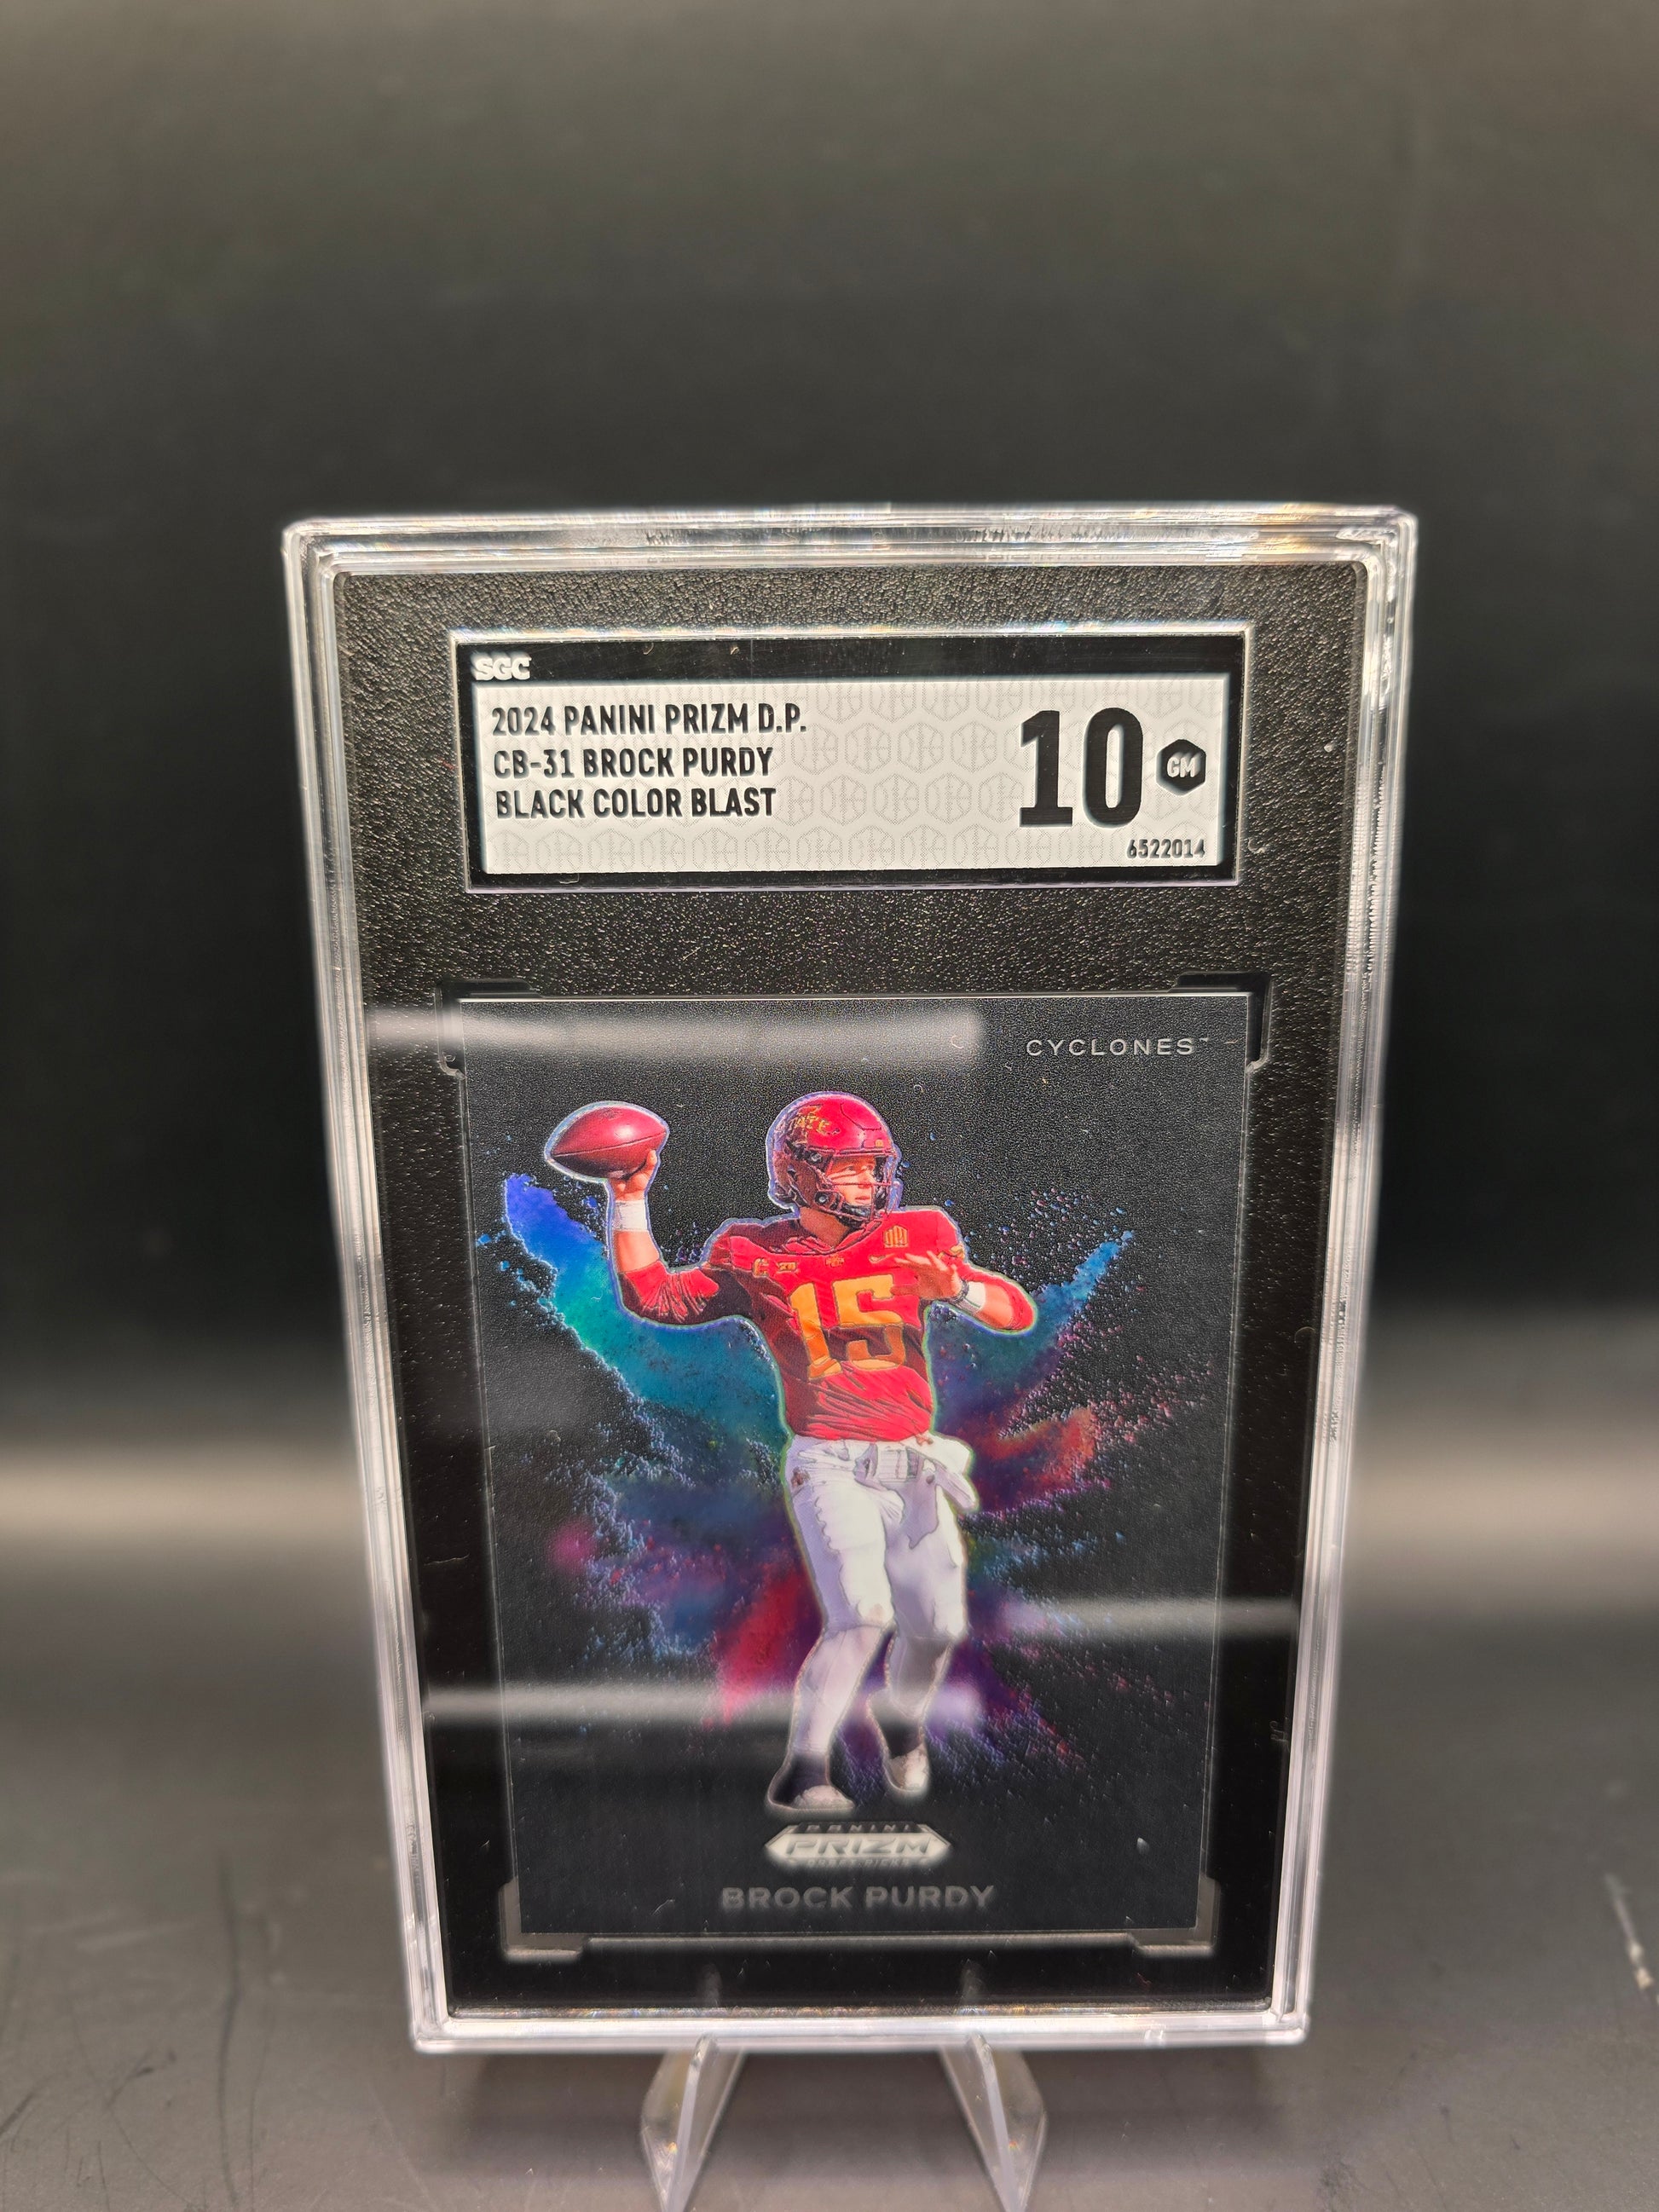 SGC
2024 PANINI PRIZM D.P.
CB-31 BROCK PURDY
BLACK COLOR BLAST
10 GM
6522014
CYCLONES™
15
PANINI
PRIZM
BROCK PURDY